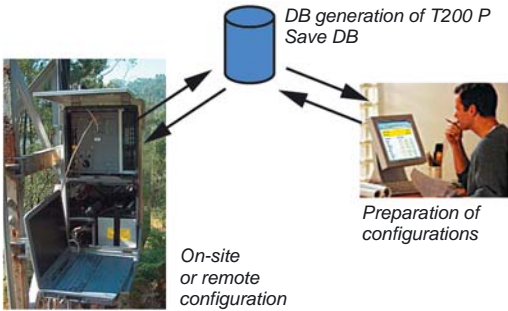 DB generation of T200 P
Save DB
Preparation of
configurations
On-site
or remote
configuration